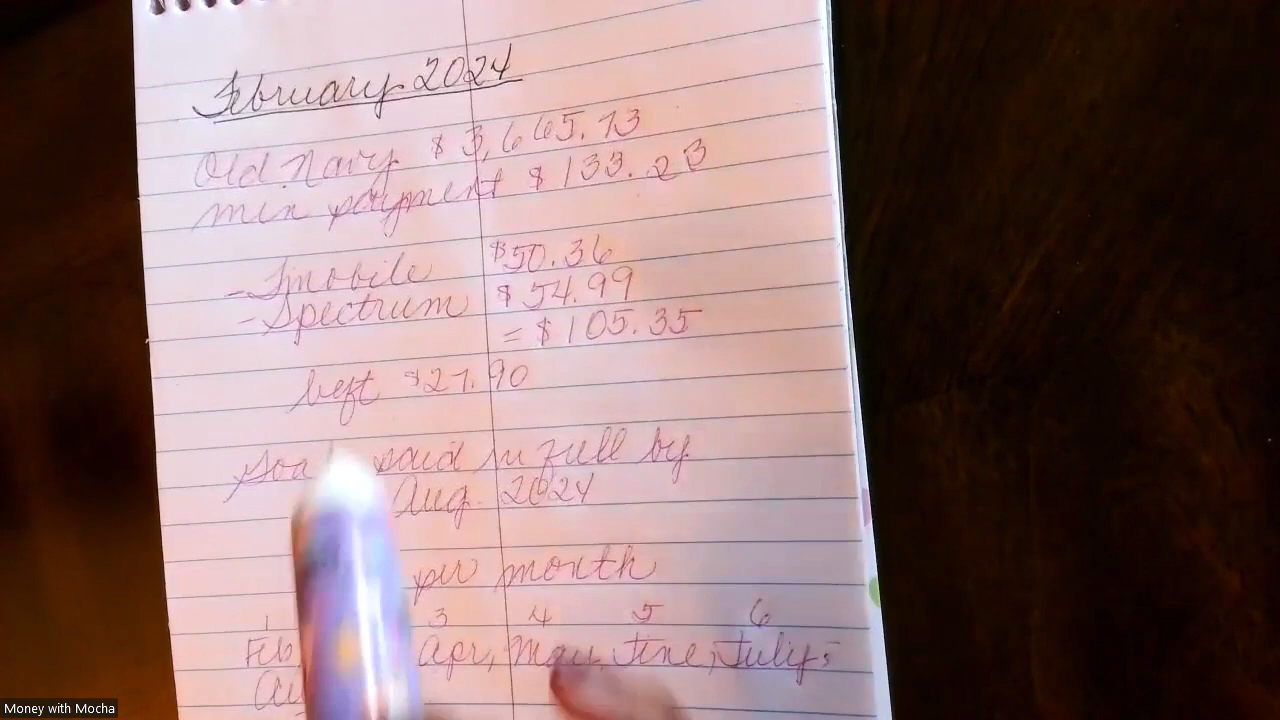 February 2024
Old Navy $3,665.73
min payment $133.23
- Tmobile $50.36
- Spectrum $54.99
= $105.35
left $27.90
paid in full by
Aug. 2024
per month
3 4 5 6
Feb, Apr, May, June, July,
Money with Mocha